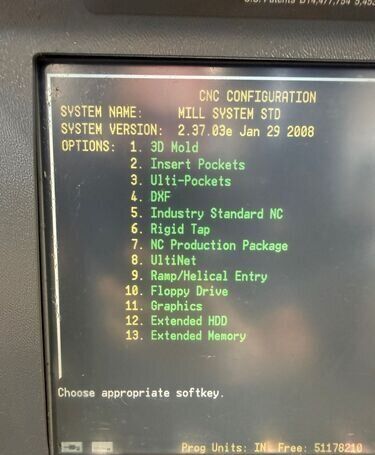 CNC CONFIGURATION
SYSTEM NAME: MILL SYSTEM STD
SYSTEM VERSION: 2.37.03e Jan 29 2008
OPTIONS: 1. 3D Mold
2. Insert Pockets
3. Ulti-Pockets
4. DXF
5. Industry Standard NC
6. Rigid Tap
7. NC Production Package
8. UltiNet
9. Ramp/Helical Entry
10. Floppy Drive
11. Graphics
12. Extended HDD
13. Extended Memory
Choose appropriate softkey.
Prog Units: IN Free: 51178210